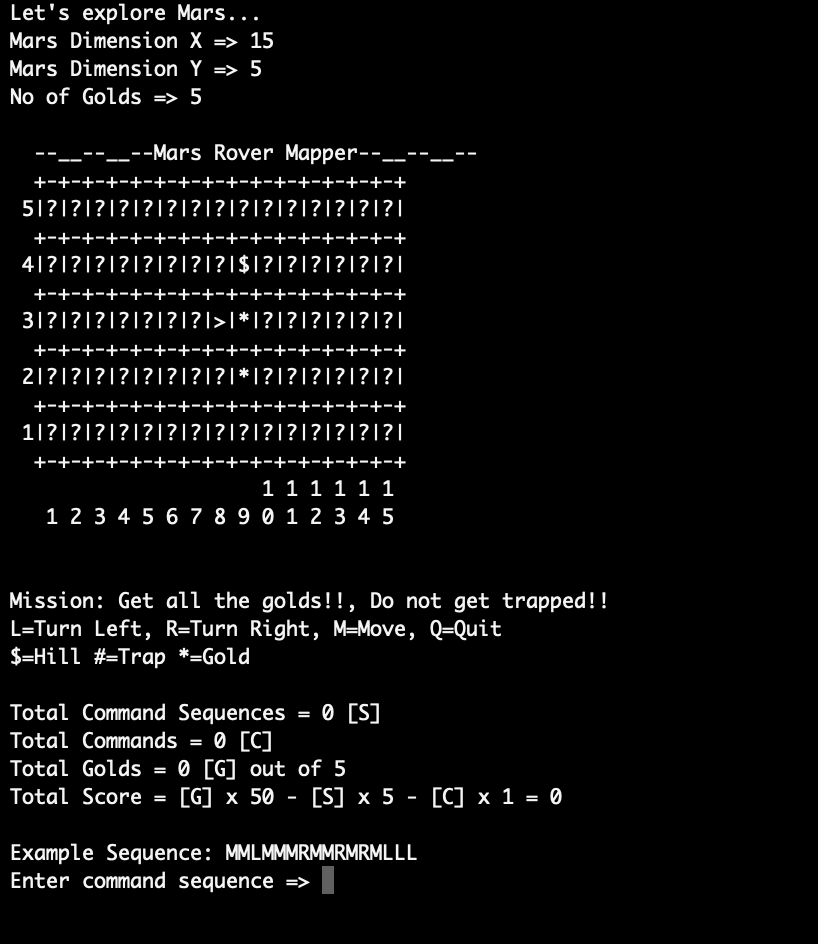 Let's explore Mars...
Mars Dimension X => 15
Mars Dimension Y => 5
No of Golds => 5
--__--__--Mars Rover Mapper--__--__--
+-+-+-+-+-+-+-+-+-+-+-+-+-+-+-+
5|?|?|?|?|?|?|?|?|?|?|?|?|?|?|?|
+-+-+-+-+-+-+-+-+-+-+-+-+-+-+-+
4|?|?|?|?|?|?|?|?|$|?|?|?|?|?|?|
+-+-+-+-+-+-+-+-+-+-+-+-+-+-+-+
3|?|?|?|?|?|?|?|>|*|?|?|?|?|?|?|
+-+-+-+-+-+-+-+-+-+-+-+-+-+-+-+
2|?|?|?|?|?|?|?|?|*|?|?|?|?|?|?|
+-+-+-+-+-+-+-+-+-+-+-+-+-+-+-+
1|?|?|?|?|?|?|?|?|?|?|?|?|?|?|?|
+-+-+-+-+-+-+-+-+-+-+-+-+-+-+-+
1 1 1 1 1 1
1 2 3 4 5 6 7 8 9 0 1 2 3 4 5
Mission: Get all the golds!!, Do not get trapped!!
L=Turn Left, R=Turn Right, M=Move, Q=Quit
$=Hill #=Trap *=Gold
Total Command Sequences = 0 [S]
Total Commands = 0 [C]
Total Golds = 0 [G] out of 5
Total Score = [G] x 50 - [S] x 5 - [C] x 1 = 0
Example Sequence: MMLMMMRMMRMRMLLL
Enter command sequence =>